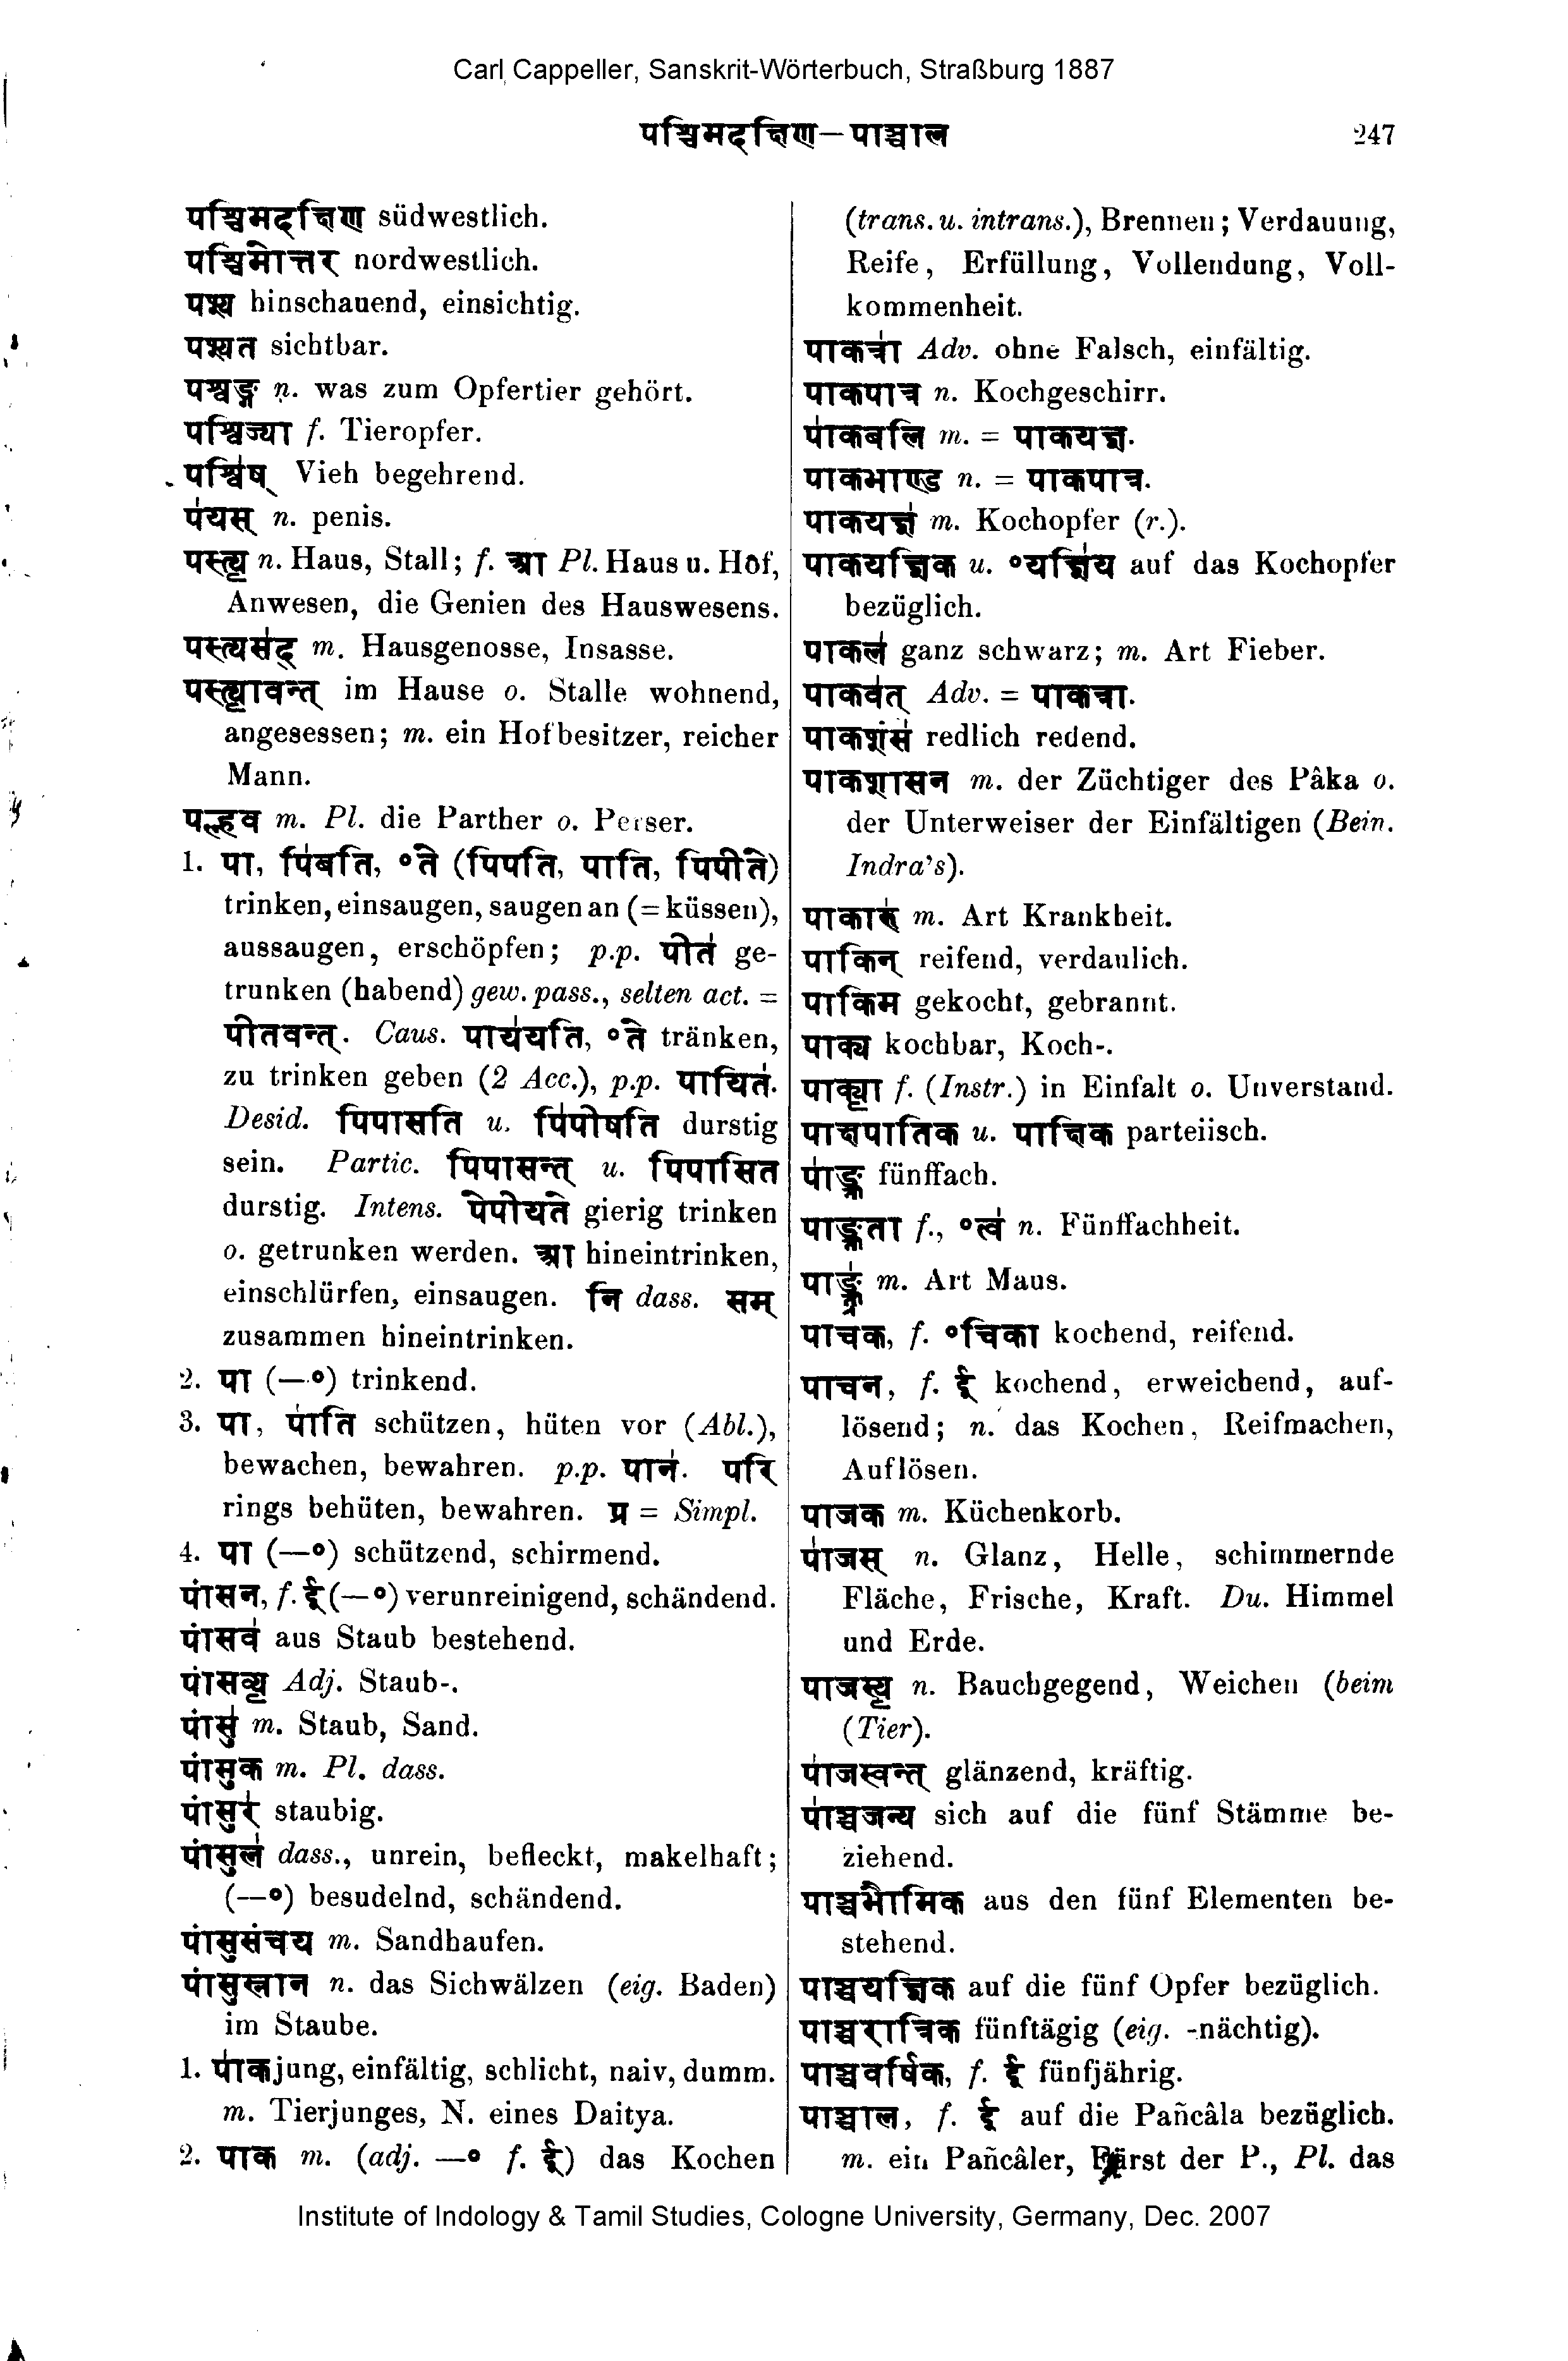 Carl Cappeller, Sanskrit-Wörterbuch, Straßburg 1887
पश्चिमदक्षिण—पाञ्चाल
247
पश्चिमदक्षिण südwestlich.
पश्चिमोत्तर nordwestlich.
पश्य hinschauend, einsichtig.
पश्यत sichtbar.
पश्वङ्ग n. was zum Opfertier gehört.
पश्विज्या f. Tieropfer.
पश्विष् Vieh begehrend.
n. penis.
पस्त्य n. Haus, Stall; f. आ Pl. Haus u. Hof,
Anwesen, die Genien des Hauswesens.
पस्त्यसद् m. Hausgenosse, Insasse.
पस्त्यावन्त् im Hause o. Stalle wohnend,
angesessen; m. ein Hofbesitzer, reicher
Mann.
पह्लव m. Pl. die Parther o. Perser.
1. पा, पिबति, °ते (पिपति, पाति, पिपीते)
trinken, einsaugen, saugen an (= küssen),
aussaugen, erschöpfen; p.p. पीत ge-
trunken (habend) gew. pass., selten act. =
पीतवन्त्. Caus. पाययति, °ते tränken,
zu trinken geben (2 Acc.), p.p. पायित.
Desid. पिपासति u. पिपीषति durstig
sein. Partic. पिपासन्त् u. पिपासित
durstig. Intens. पेपीयते gierig trinken
o. getrunken werden. आ hineintrinken,
einschlürfen, einsaugen. नि dass. सम्
zusammen hineintrinken.
2. पा (—°) trinkend.
3. पा, पाति schützen, hüten vor (Abl.),
bewachen, bewahren. p.p. पान. परि
rings behüten, bewahren. प्र = Simpl.
4. पा (—°) schützend, schirmend.
पांसन, f. ई (—°) verunreinigend, schändend.
पांसव aus Staub bestehend.
पांसव्य Adj. Staub-.
पांसु m. Staub, Sand.
पांसुक m. Pl. dass.
पांसुर staubig.
पांसुल dass., unrein, befleckt, makelhaft;
(—°) besudelnd, schändend.
पांसुसंचय m. Sandhaufen.
पांसुस्नान n. das Sichwälzen (eig. Baden)
im Staube.
1. पाक jung, einfältig, schlicht, naiv, dumm.
m. Tierjunges, N. eines Daitya.
2. पाक m. (adj. —° f. ई) das Kochen
(trans. u. intrans.), Brennen; Verdauung,
Reife, Erfüllung, Vollendung, Voll-
kommenheit.
पाकत्रा Adv. ohne Falsch, einfältig.
पाकपात्र n. Kochgeschirr.
पाकबलि m. = पाकयज्ञ.
पाकभाण्ड n. = पाकपात्र.
पाकयज्ञ m. Kochopfer (r.).
पाकयज्ञिक u. °यज्ञिय auf das Kochopfer
bezüglich.
पाकल ganz schwarz; m. Art Fieber.
पाकवत् Adv. = पाकत्रा.
पाकशंस redlich redend.
पाकशासन m. der Züchtiger des Pâka o.
der Unterweiser der Einfältigen (Bein.
Indra's).
पाकारु m. Art Krankheit.
पाकिन् reifend, verdaulich.
पाकिम gekocht, gebrannt.
पाक्य kochbar, Koch-.
पाक्या f. (Instr.) in Einfalt o. Unverstand.
पाक्षपातिक u. पाक्षिक parteiisch.
पाङ्क्त fünffach.
पाङ्क्तता f., °त्व n. Fünffachheit.
पाङ्क्त्र m. Art Maus.
पाचक, f. °चिका kochend, reifend.
पाचन, f. ई kochend, erweichend, auf-
lösend; n. das Kochen, Reifmachen,
Auflösen.
पाजक m. Küchenkorb.
पाजस् n. Glanz, Helle, schimmernde
Fläche, Frische, Kraft. Du. Himmel
und Erde.
पाजस्य n. Bauchgegend, Weichen (beim
(Tier).
पाजस्वन्त् glänzend, kräftig.
पाञ्चजन्य sich auf die fünf Stämme be-
ziehend.
पाञ्चभौमिक aus den fünf Elementen be-
stehend.
पाञ्चयज्ञिक auf die fünf Opfer bezüglich.
पाञ्चरात्रिक fünftägig (eig. -nächtig).
पाञ्चवर्षिक, f. ई fünfjährig.
पाञ्चाल, f. ई auf die Pañcâla bezüglich.
m. ein Pañcâler, Fürst der P., Pl. das
Institute of Indology & Tamil Studies, Cologne University, Germany, Dec. 2007